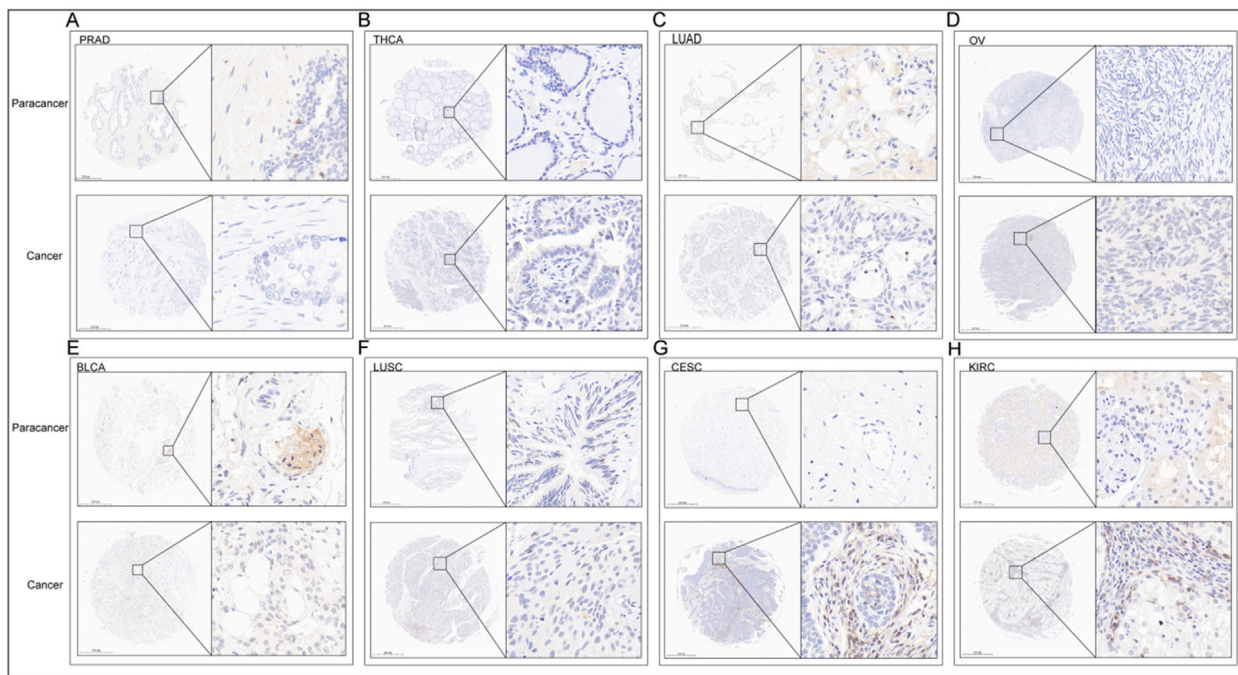 A B C D
PRAD THCA LUAD OV
Paracancer
Cancer
E F G H
BLCA LUSC CESC KIRC
Paracancer
Cancer